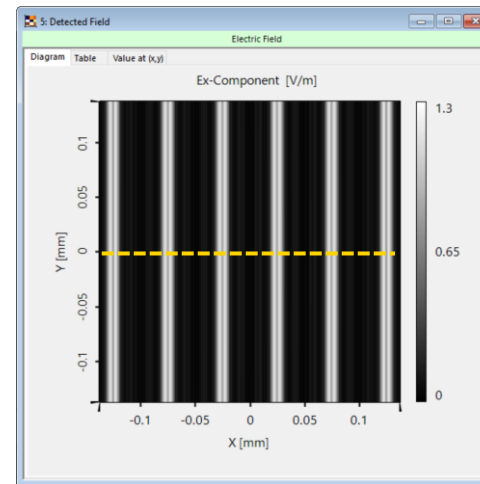 5: Detected Field
Electric Field
Diagram Table Value at (x,y)
Ex-Component [V/m]
1.3
0.65
0
0.1
0.05
0
-0.05
-0.1
Y [mm]
-0.1 -0.05 0 0.05 0.1
X [mm]